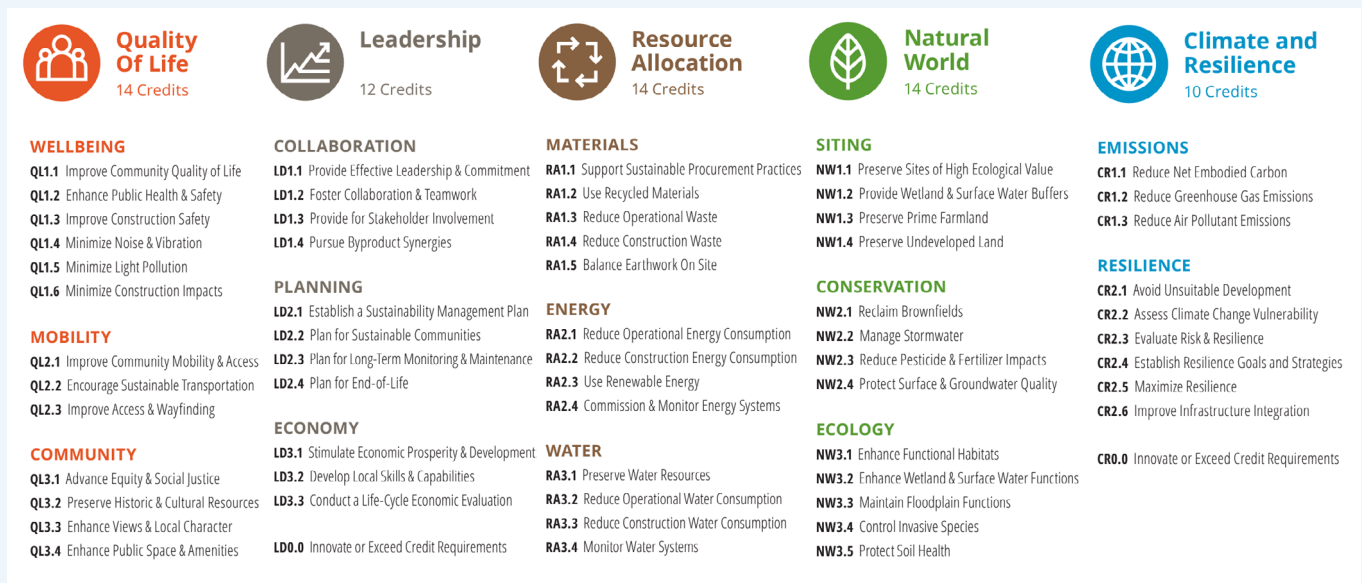 Quality
Of Life
14 Credits
WELLBEING
QL1.1 Improve Community Quality of Life
QL1.2 Enhance Public Health & Safety
QL1.3 Improve Construction Safety
QL1.4 Minimize Noise & Vibration
QL1.5 Minimize Light Pollution
QL1.6 Minimize Construction Impacts
MOBILITY
QL2.1 Improve Community Mobility & Access
QL2.2 Encourage Sustainable Transportation
QL2.3 Improve Access & Wayfinding
COMMUNITY
QL3.1 Advance Equity & Social Justice
QL3.2 Preserve Historic & Cultural Resources
QL3.3 Enhance Views & Local Character
QL3.4 Enhance Public Space & Amenities
Leadership
12 Credits
COLLABORATION
LD1.1 Provide Effective Leadership & Commitment
LD1.2 Foster Collaboration & Teamwork
LD1.3 Provide for Stakeholder Involvement
LD1.4 Pursue Byproduct Synergies
PLANNING
LD2.1 Establish a Sustainability Management Plan
LD2.2 Plan for Sustainable Communities
LD2.3 Plan for Long-Term Monitoring & Maintenance
LD2.4 Plan for End-of-Life
ECONOMY
LD3.1 Stimulate Economic Prosperity & Development
LD3.2 Develop Local Skills & Capabilities
LD3.3 Conduct a Life-Cycle Economic Evaluation
LD0.0 Innovate or Exceed Credit Requirements
Resource
Allocation
14 Credits
MATERIALS
RA1.1 Support Sustainable Procurement Practices
RA1.2 Use Recycled Materials
RA1.3 Reduce Operational Waste
RA1.4 Reduce Construction Waste
RA1.5 Balance Earthwork On Site
ENERGY
RA2.1 Reduce Operational Energy Consumption
RA2.2 Reduce Construction Energy Consumption
RA2.3 Use Renewable Energy
RA2.4 Commission & Monitor Energy Systems
WATER
RA3.1 Preserve Water Resources
RA3.2 Reduce Operational Water Consumption
RA3.3 Reduce Construction Water Consumption
RA3.4 Monitor Water Systems
Natural
World
14 Credits
SITING
NW1.1 Preserve Sites of High Ecological Value
NW1.2 Provide Wetland & Surface Water Buffers
NW1.3 Preserve Prime Farmland
NW1.4 Preserve Undeveloped Land
CONSERVATION
NW2.1 Reclaim Brownfields
NW2.2 Manage Stormwater
NW2.3 Reduce Pesticide & Fertilizer Impacts
NW2.4 Protect Surface & Groundwater Quality
ECOLOGY
NW3.1 Enhance Functional Habitats
NW3.2 Enhance Wetland & Surface Water Functions
NW3.3 Maintain Floodplain Functions
NW3.4 Control Invasive Species
NW3.5 Protect Soil Health
Climate and
Resilience
10 Credits
EMISSIONS
CR1.1 Reduce Net Embodied Carbon
CR1.2 Reduce Greenhouse Gas Emissions
CR1.3 Reduce Air Pollutant Emissions
RESILIENCE
CR2.1 Avoid Unsuitable Development
CR2.2 Assess Climate Change Vulnerability
CR2.3 Evaluate Risk & Resilience
CR2.4 Establish Resilience Goals and Strategies
CR2.5 Maximize Resilience
CR2.6 Improve Infrastructure Integration
CR0.0 Innovate or Exceed Credit Requirements